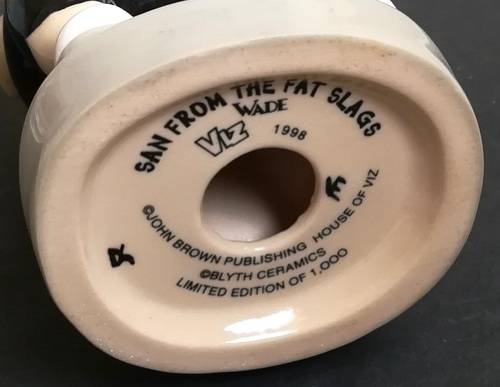 SAN FROM THE FAT SLAGS
WADE
VIZ 1998
©JOHN BROWN PUBLISHING HOUSE OF VIZ
©BLYTH CERAMICS
LIMITED EDITION OF 1,000